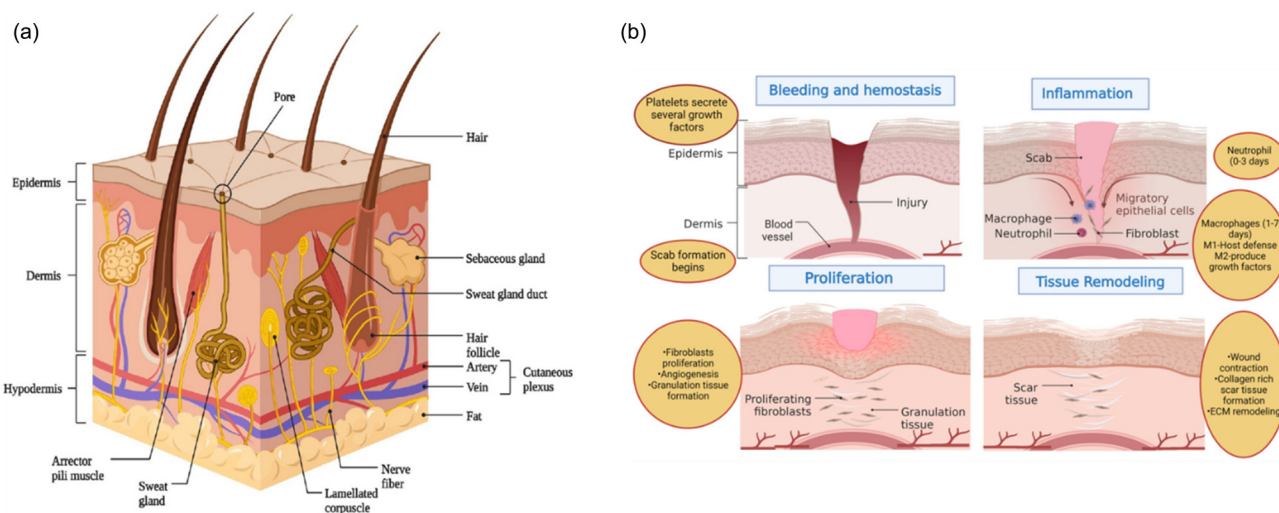 (a)
Pore
Hair
Epidermis
Dermis
Sebaceous gland
Sweat gland duct
Hair
follicle
Artery
Vein
Cutaneous
plexus
Hypodermis
Fat
Arrector
pili muscle
Sweat
gland
Lamellated
corpuscle
Nerve
fiber
(b)
Bleeding and hemostasis
Platelets secrete
several growth
factors
Epidermis
Dermis
Injury
Blood
vessel
Scab formation
begins
Inflammation
Scab
Migratory
epithelial cells
Macrophage
Neutrophil
Fibroblast
Neutrophil
(0-3 days
Macrophages (1-7
days)
M1-Host defense
M2-produce
growth factors
Proliferation
•Fibroblasts
proliferation
•Angiogenesis
•Granulation tissue
formation
Proliferating
fibroblasts
Granulation
tissue
Tissue Remodeling
Scar
tissue
•Wound
contraction
•Collagen rich
scar tissue
formation
•ECM remodeling